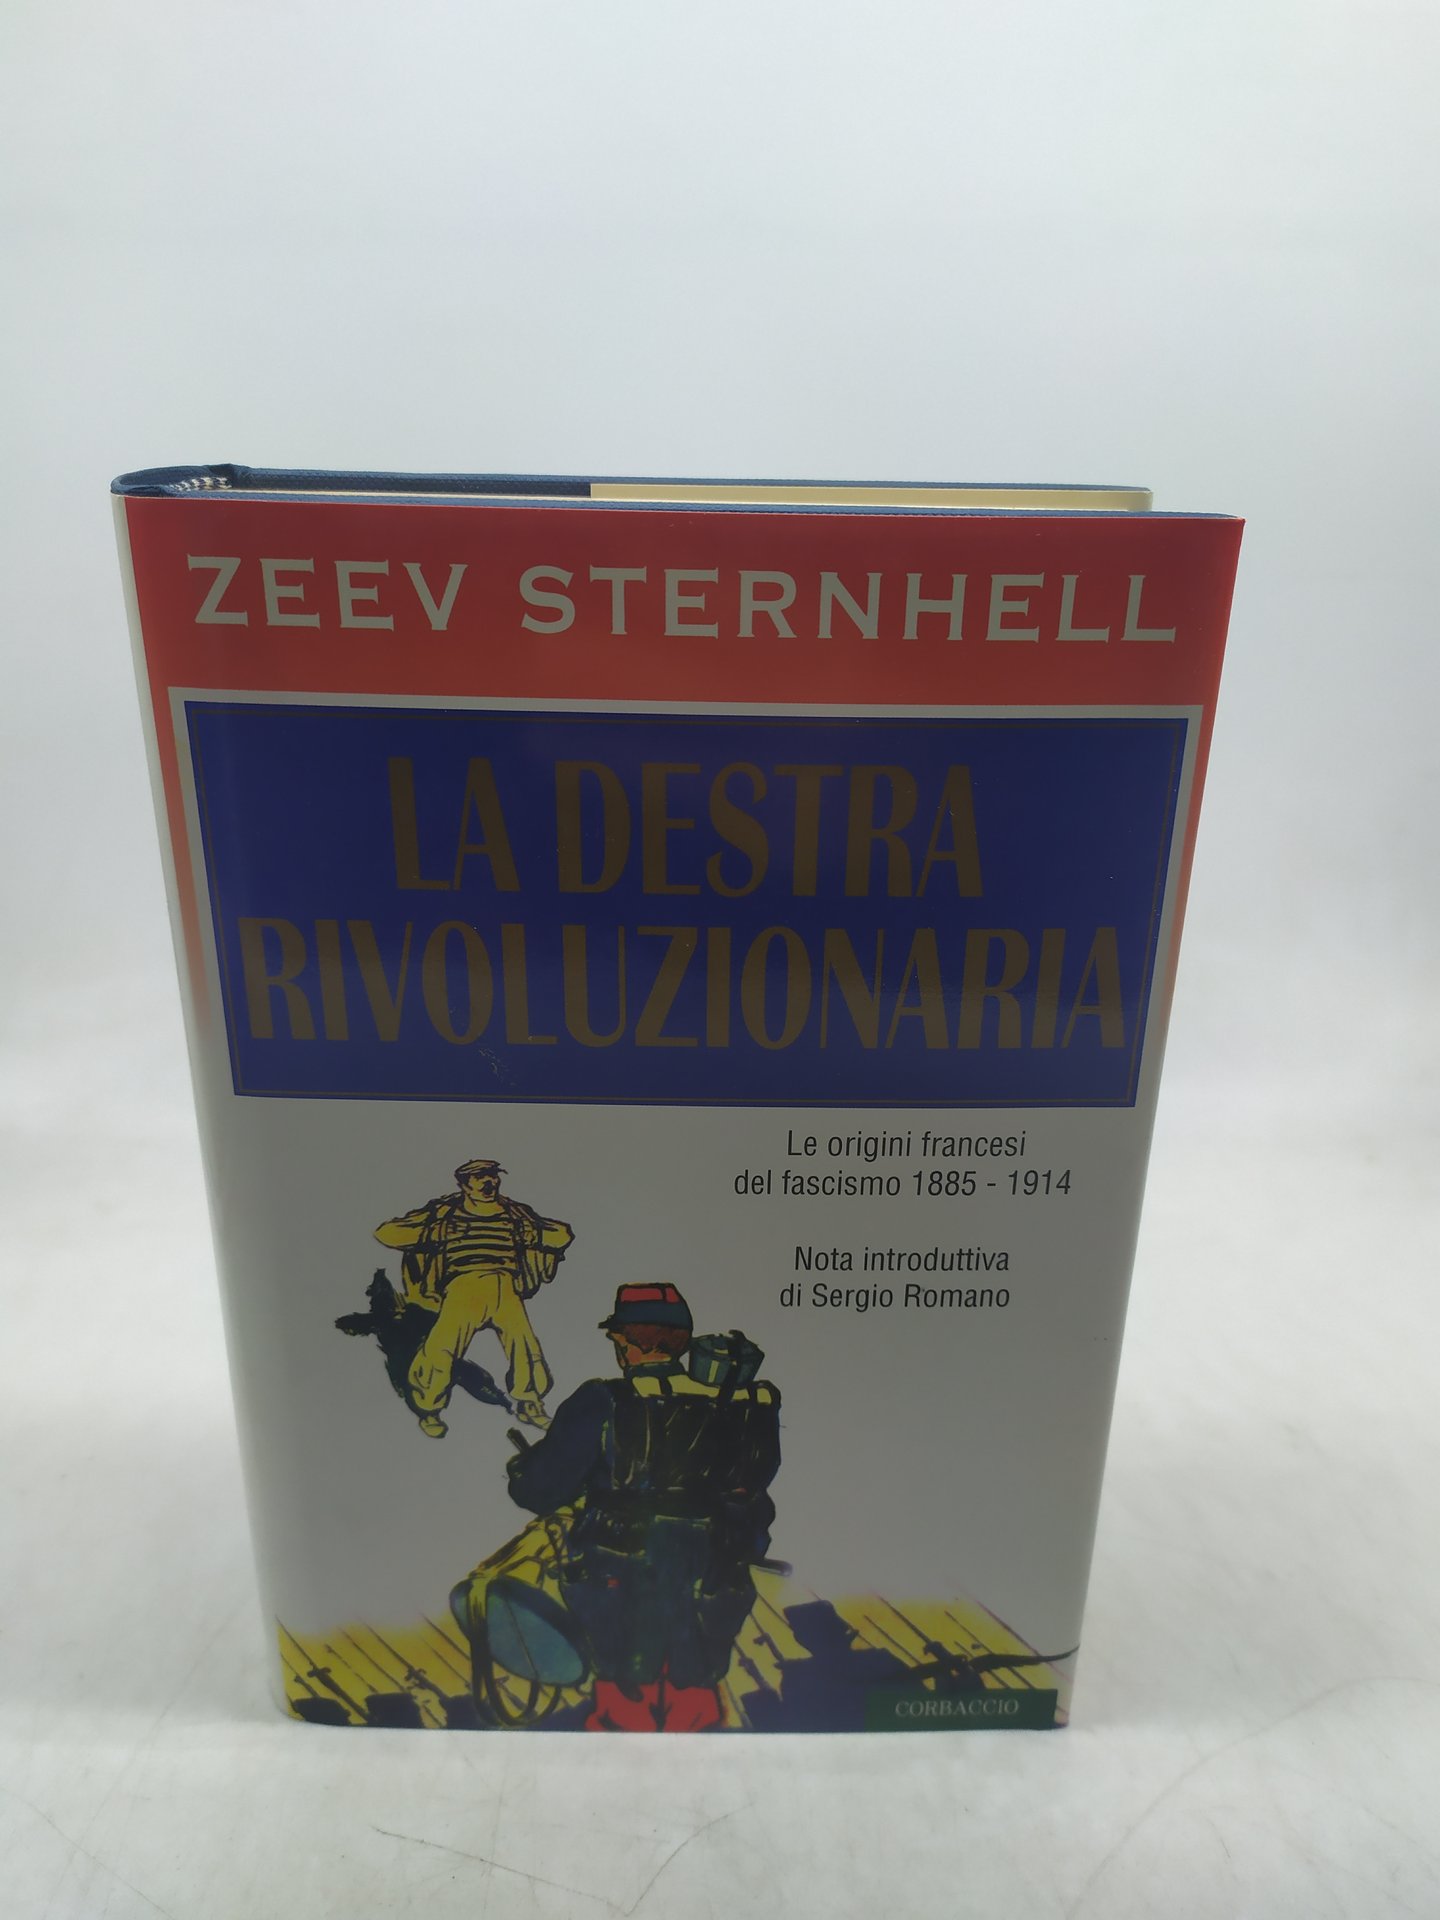 ZEEV STERNHELL
LA DESTRA
RIVOLUZIONARIA
Le origini francesi
del fascismo 1885 - 1914
Nota introduttiva
di Sergio Romano
CORBACCIO